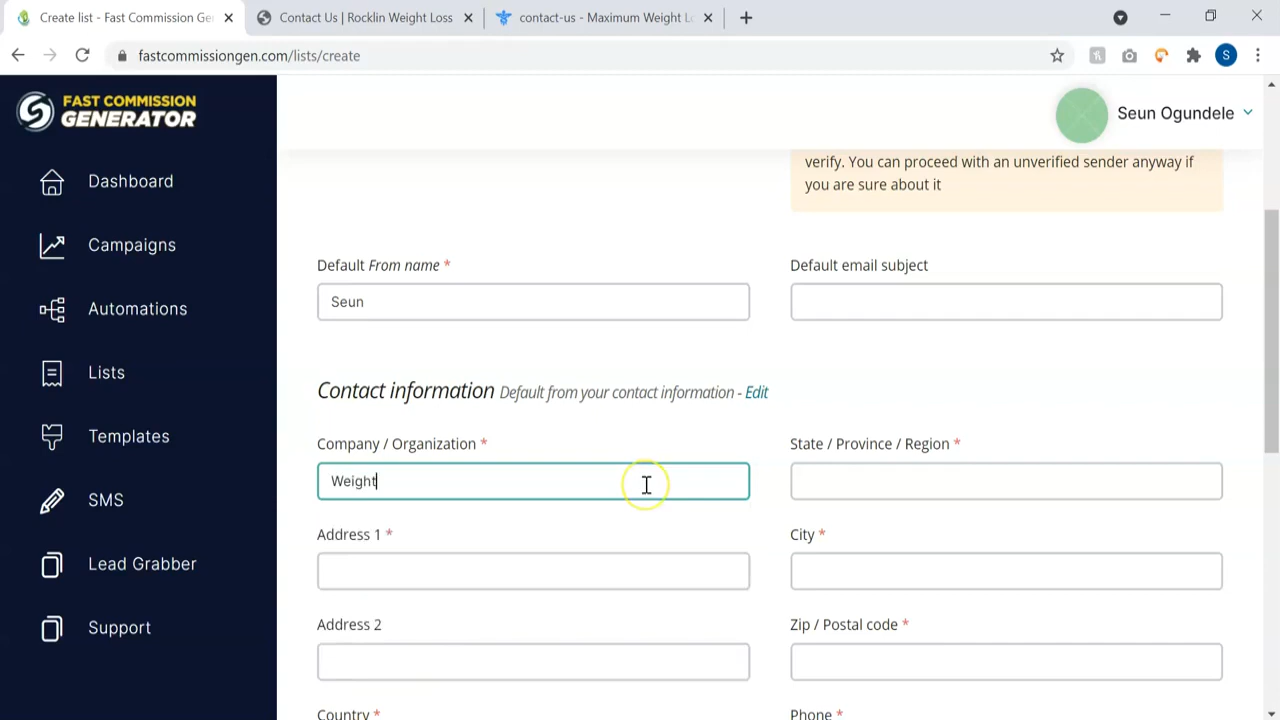 Create list - Fast Commission Ge
Contact Us | Rocklin Weight Loss
contact-us - Maximum Weight L
fastcommissiongen.com/lists/create
S
FAST COMMISSION
GENERATOR
Seun Ogundele
Dashboard
Campaigns
Automations
Lists
Templates
SMS
Lead Grabber
Support
verify. You can proceed with an unverified sender anyway if
you are sure about it
Default From name *
Default email subject
Seun
Contact information Default from your contact information - Edit
Company / Organization *
State / Province / Region *
Weight
Address 1 *
City *
Address 2
Zip / Postal code *
Country *
Phone *